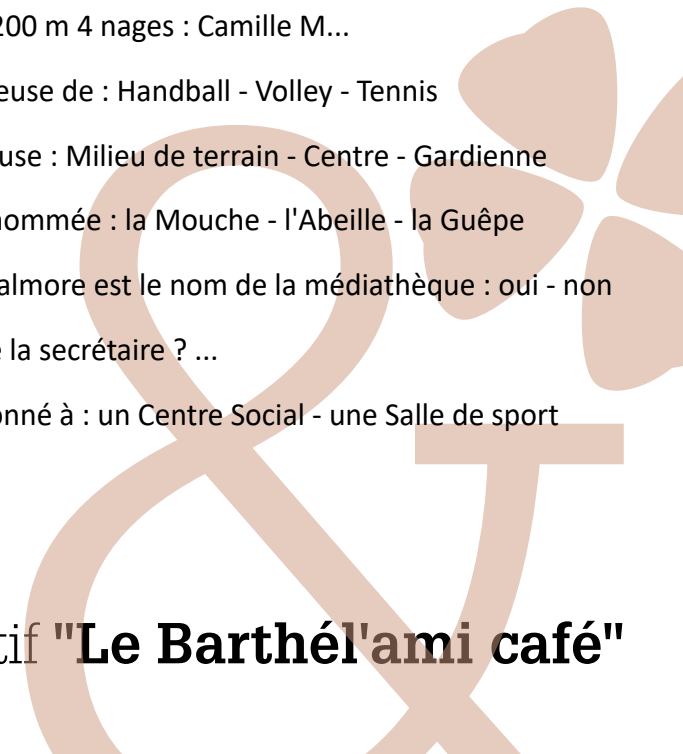 200 m 4 nages : Camille M...
euse de : Handball - Volley - Tennis
use : Milieu de terrain - Centre - Gardienne
nommée : la Mouche - l'Abeille - la Guêpe
almore est le nom de la médiathèque : oui - non
la secrétaire ? ...
onné à : un Centre Social - une Salle de sport
tif "Le Barthél'ami café"